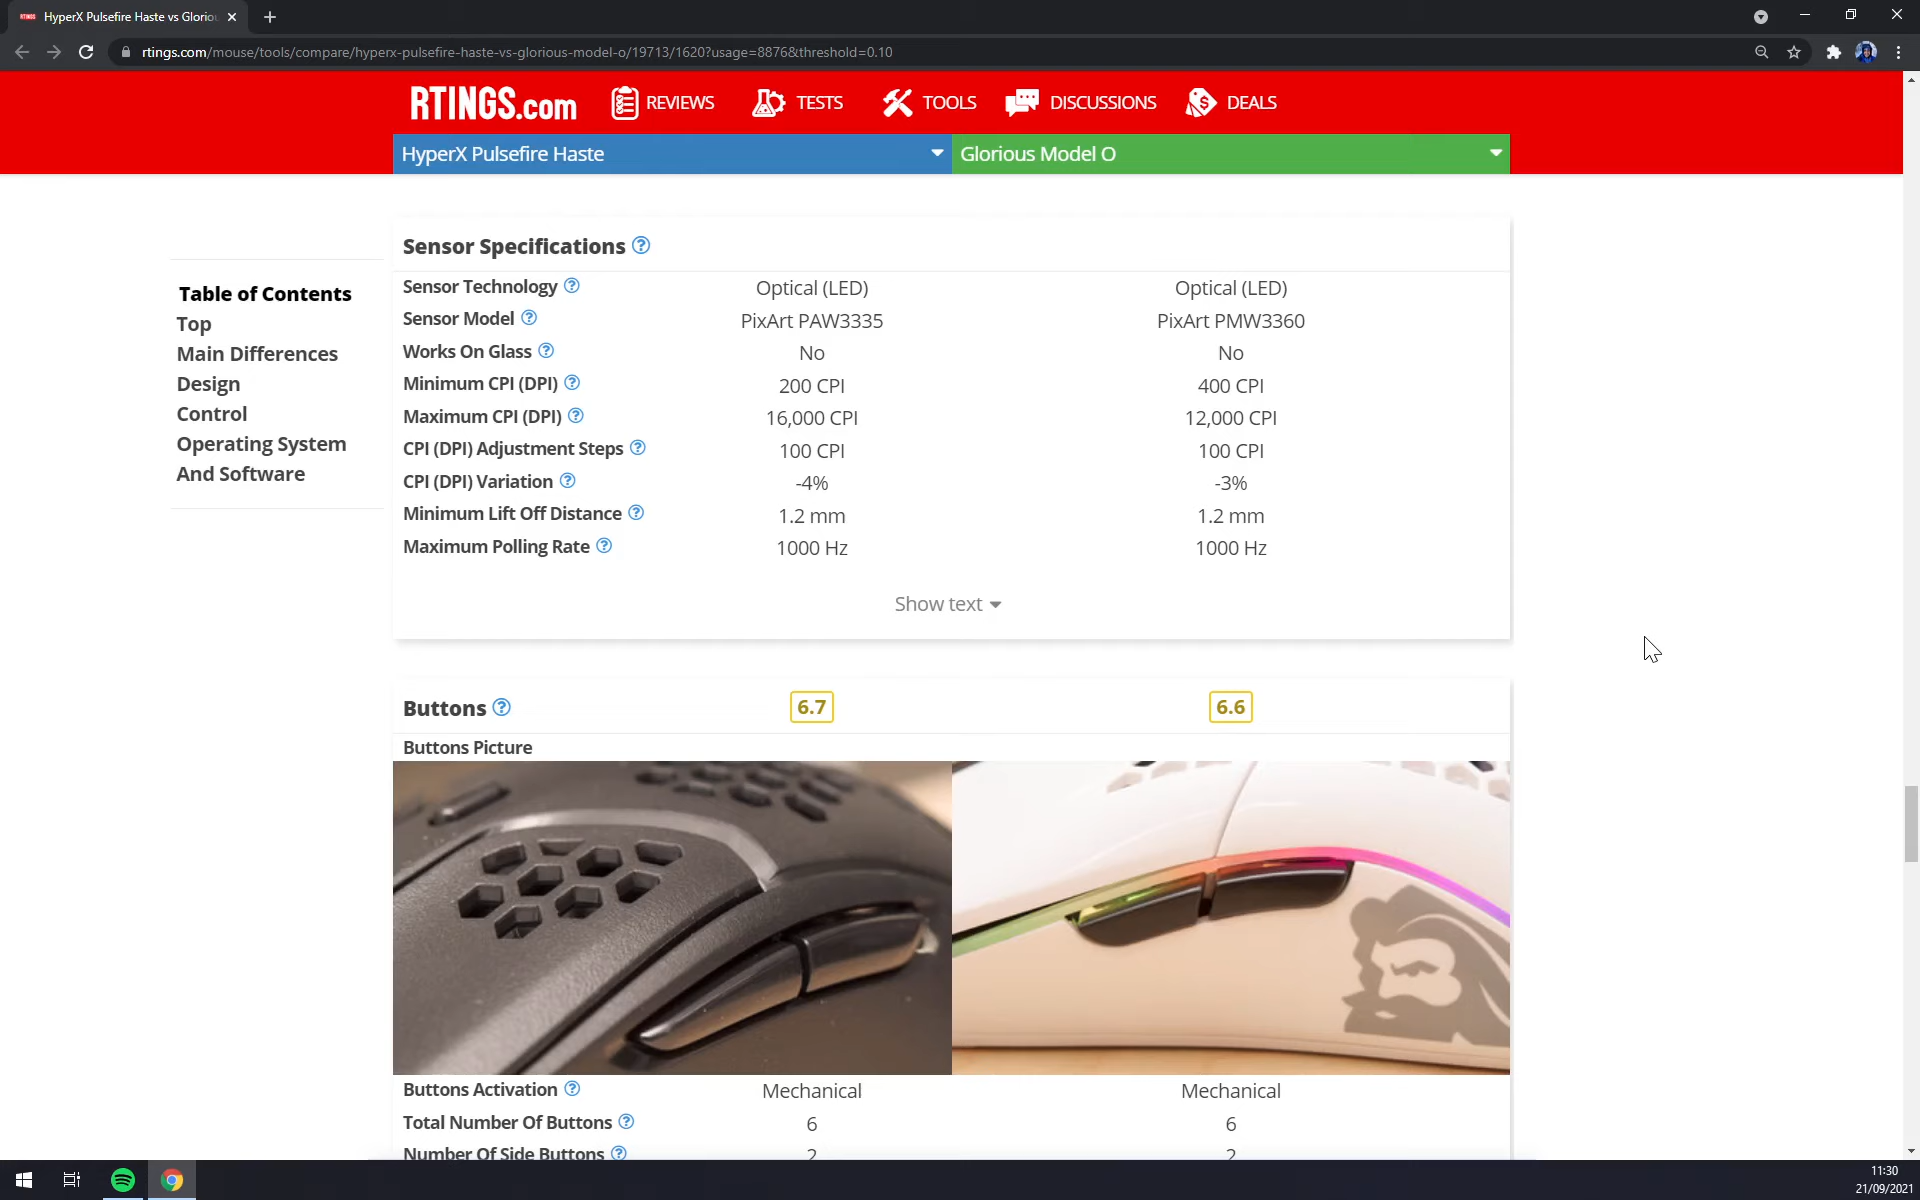 RTINGS HyperX Pulsefire Haste vs Gloriou
rtings.com/mouse/tools/compare/hyperx-pulsefire-haste-vs-glorious-model-o/19713/1620?usage=8876&threshold=0.10
RTINGS.com REVIEWS TESTS TOOLS DISCUSSIONS DEALS
HyperX Pulsefire Haste Glorious Model O
Table of Contents
Top
Main Differences
Design
Control
Operating System
And Software
Sensor Specifications ?
Sensor Technology ? Optical (LED) Optical (LED)
Sensor Model ? PixArt PAW3335 PixArt PMW3360
Works On Glass ? No No
Minimum CPI (DPI) ? 200 CPI 400 CPI
Maximum CPI (DPI) ? 16,000 CPI 12,000 CPI
CPI (DPI) Adjustment Steps ? 100 CPI 100 CPI
CPI (DPI) Variation ? -4% -3%
Minimum Lift Off Distance ? 1.2 mm 1.2 mm
Maximum Polling Rate ? 1000 Hz 1000 Hz
Show text
Buttons ? 6.7 6.6
Buttons Picture
Buttons Activation ? Mechanical Mechanical
Total Number Of Buttons ? 6 6
Number Of Side Buttons ? 2 2
11:30
21/09/2021